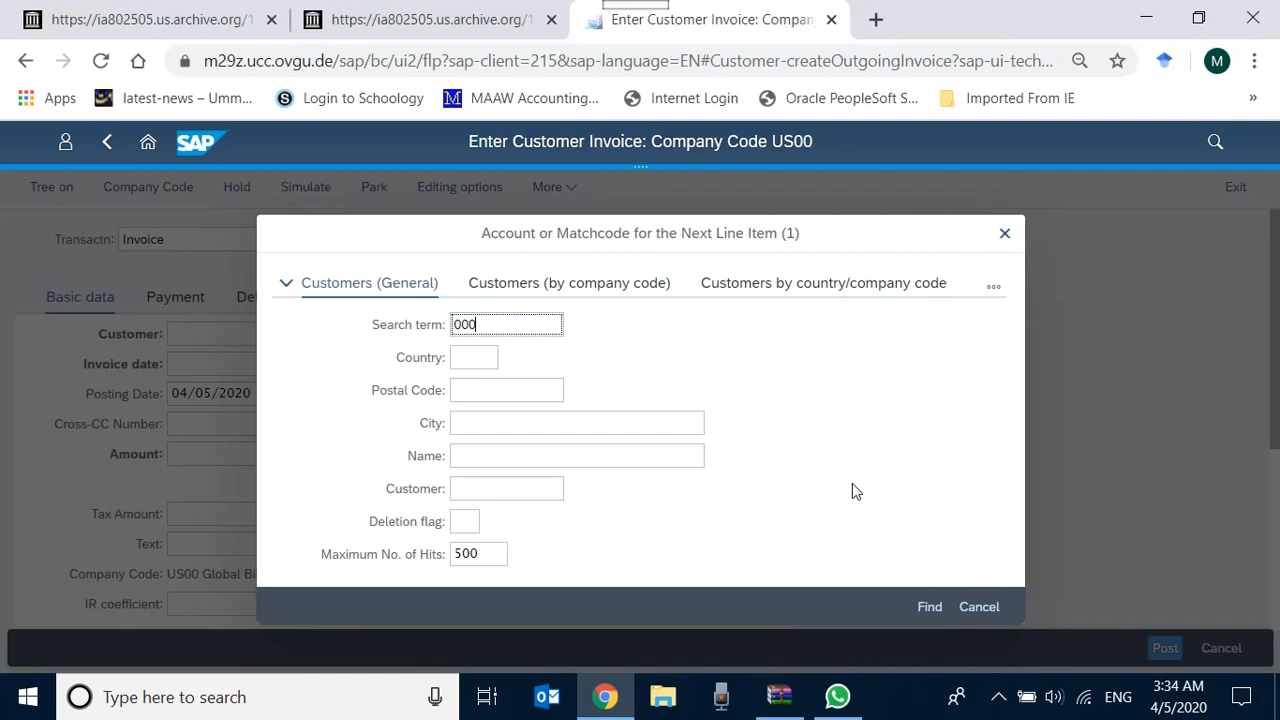 https://ia802505.us.archive.org/1
https://ia802505.us.archive.org/1
Enter Customer Invoice: Compan
m29z.ucc.ovgu.de/sap/bc/ui2/flp?sap-client=215&sap-language=EN#Customer-createOutgoingInvoice?sap-ui-tech...
M
Apps
latest-news – Umm...
S
Login to Schoology
M
MAAW Accounting...
Internet Login
Oracle PeopleSoft S...
Imported From IE
»
SAP
Enter Customer Invoice: Company Code US00
Tree on
Company Code
Hold
Simulate
Park
Editing options
More
Exit
Transactn:
Invoice
Account or Matchcode for the Next Line Item (1)
Basic data
Payment
Customers (General)
Customers (by company code)
Customers by country/company code
...
Customer:
Search term:
000
Invoice date:
Country:
Posting Date:
04/05/2020
Postal Code:
Cross-CC Number:
City:
Amount:
Name:
Customer:
Tax Amount:
Deletion flag:
Text:
Maximum No. of Hits:
500
Company Code:
US00 Global Bi
IR coefficient:
Find
Cancel
Post
Cancel
Type here to search
ENG
3:34 AM
4/5/2020